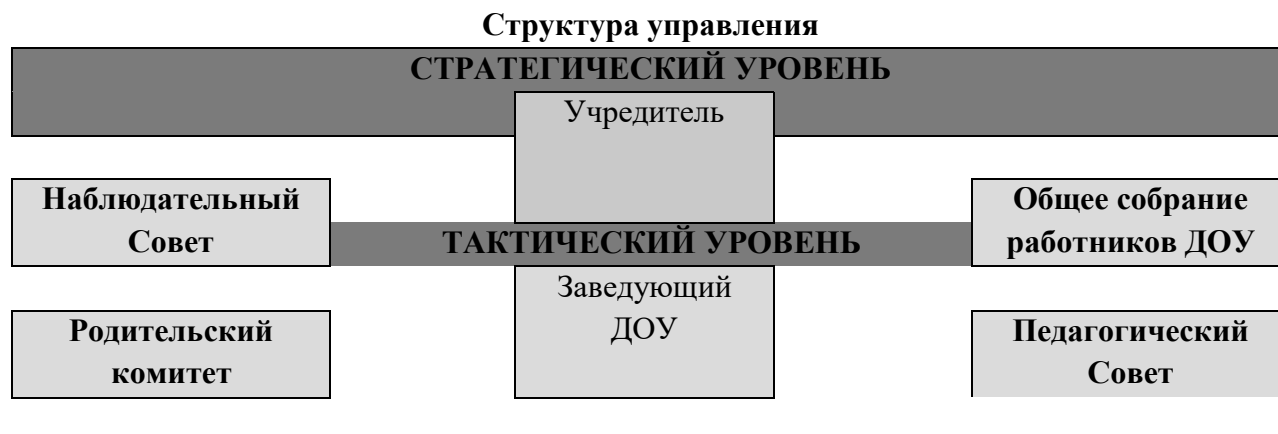 Структура управления
СТРАТЕГИЧЕСКИЙ УРОВЕНЬ
Учредитель
Наблюдательный
Совет
Общее собрание
работников ДОУ
ТАКТИЧЕСКИЙ УРОВЕНЬ
Заведующий
ДОУ
Родительский
комитет
Педагогический
Совет